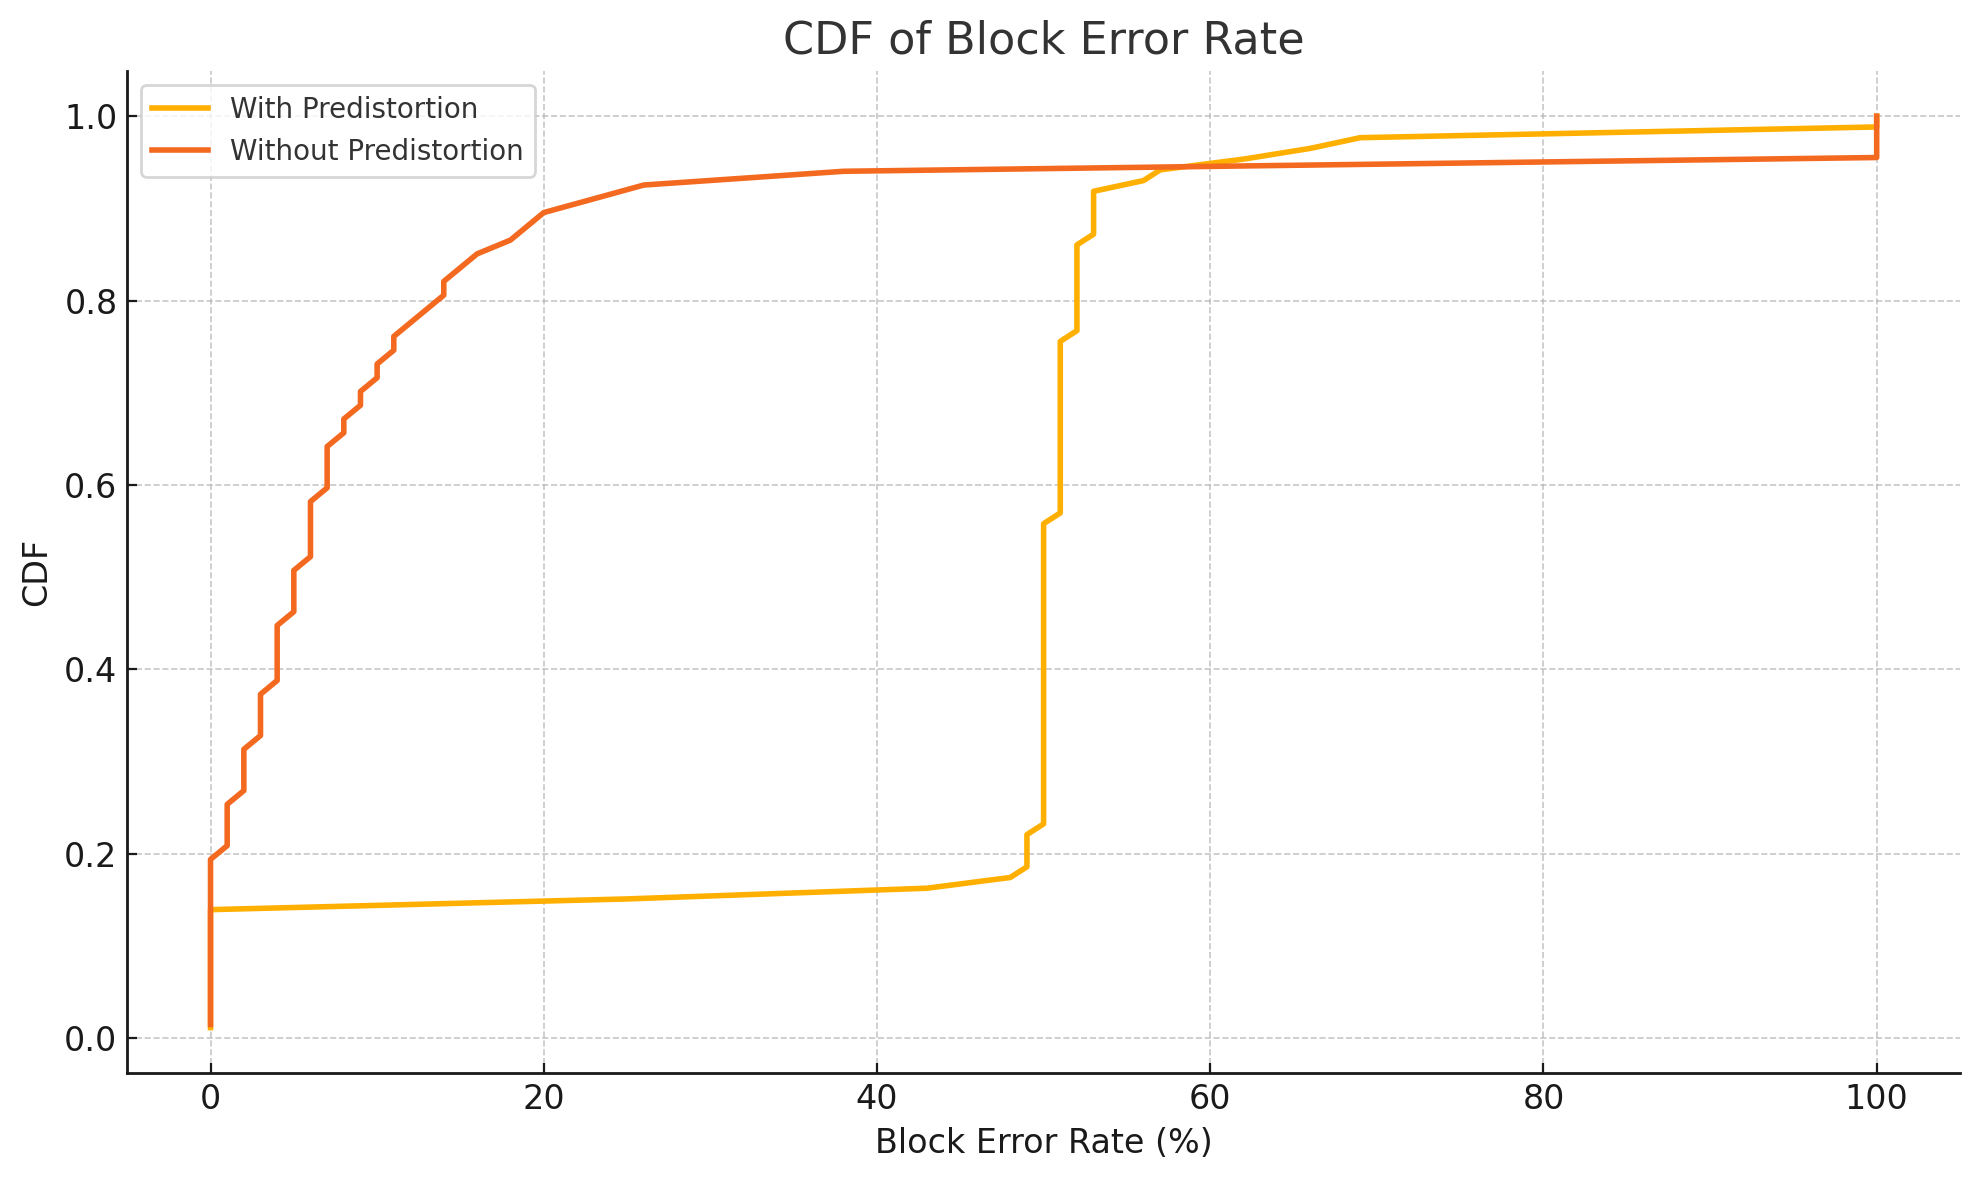 CDF of Block Error Rate
With Predistortion
Without Predistortion
1.0
0.8
0.6
0.4
0.2
0.0
CDF
0 20 40 60 80 100
Block Error Rate (%)